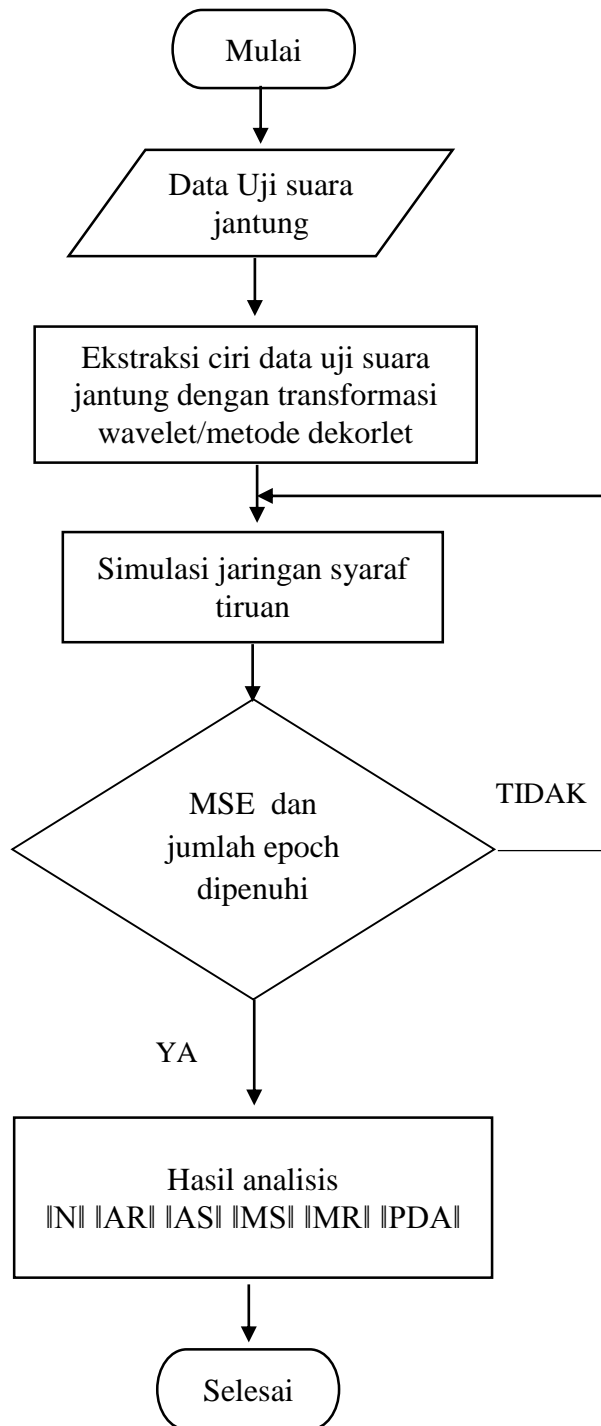 Mulai
Data Uji suara
jantung
Ekstraksi ciri data uji suara
jantung dengan transformasi
wavelet/metode dekorlet
Simulasi jaringan syaraf
tiruan
MSE dan
jumlah epoch
dipenuhi
TIDAK
YA
Hasil analisis
‖N‖ ‖AR‖ ‖AS‖ ‖MS‖ ‖MR‖ ‖PDA‖
Selesai